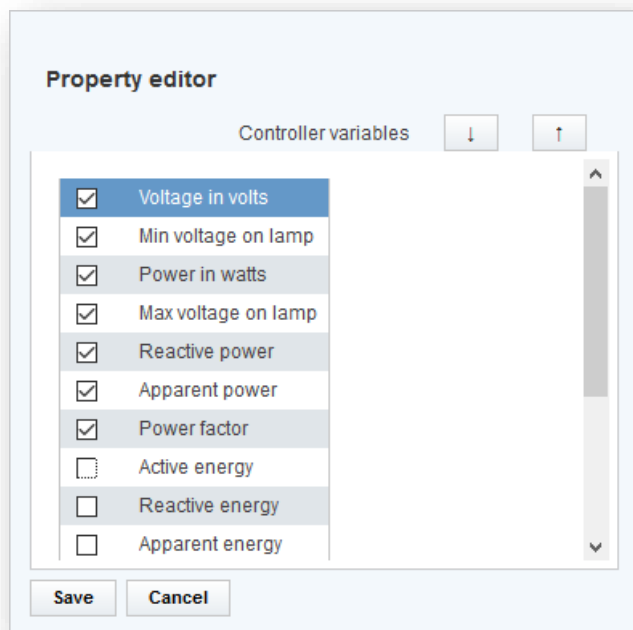 Property editor
Controller variables ↓ ↑
Voltage in volts
Min voltage on lamp
Power in watts
Max voltage on lamp
Reactive power
Apparent power
Power factor
Active energy
Reactive energy
Apparent energy
Save Cancel